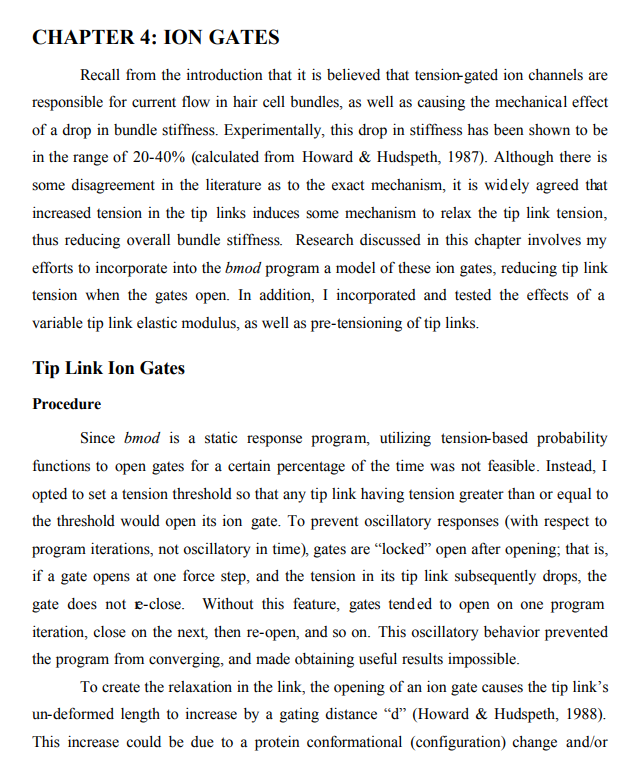 CHAPTER 4: ION GATES
Recall from the introduction that it is believed that tension-gated ion channels are
responsible for current flow in hair cell bundles, as well as causing the mechanical effect
of a drop in bundle stiffness. Experimentally, this drop in stiffness has been shown to be
in the range of 20-40% (calculated from Howard & Hudspeth, 1987). Although there is
some disagreement in the literature as to the exact mechanism, it is widely agreed that
increased tension in the tip links induces some mechanism to relax the tip link tension,
thus reducing overall bundle stiffness. Research discussed in this chapter involves my
efforts to incorporate into the bmod program a model of these ion gates, reducing tip link
tension when the gates open. In addition, I incorporated and tested the effects of a
variable tip link elastic modulus, as well as pre-tensioning of tip links.
Tip Link Ion Gates
Procedure
Since bmod is a static response program, utilizing tension-based probability
functions to open gates for a certain percentage of the time was not feasible. Instead, I
opted to set a tension threshold so that any tip link having tension greater than or equal to
the threshold would open its ion gate. To prevent oscillatory responses (with respect to
program iterations, not oscillatory in time), gates are “locked” open after opening; that is,
if a gate opens at one force step, and the tension in its tip link subsequently drops, the
gate does not re-close. Without this feature, gates tended to open on one program
iteration, close on the next, then re-open, and so on. This oscillatory behavior prevented
the program from converging, and made obtaining useful results impossible.
To create the relaxation in the link, the opening of an ion gate causes the tip link’s
un-deformed length to increase by a gating distance “d” (Howard & Hudspeth, 1988).
This increase could be due to a protein conformational (configuration) change and/or